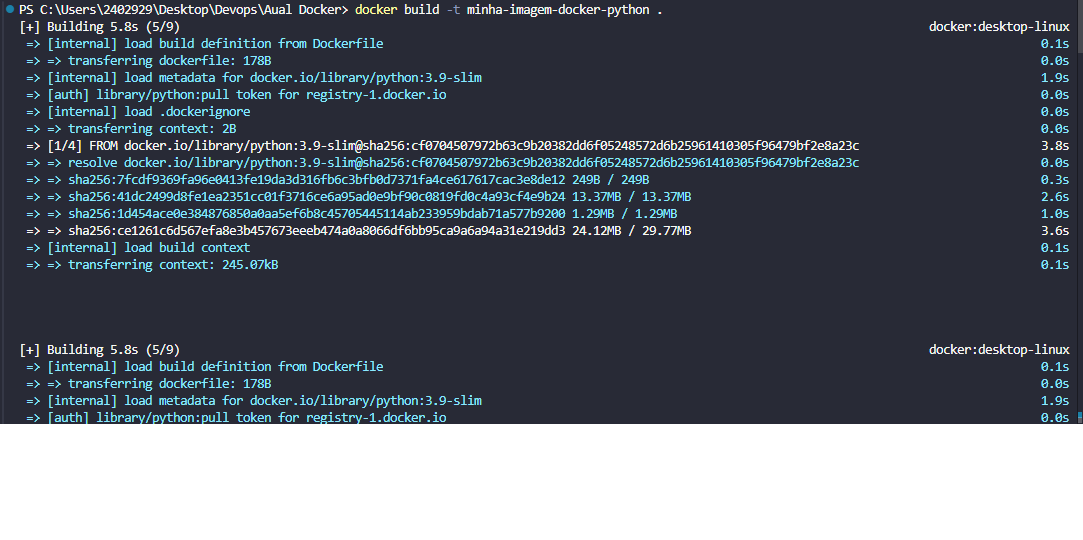 PS C:\Users\2402929\Desktop\Devops\Aual Docker> docker build -t minha-imagem-docker-python .
[+] Building 5.8s (5/9) docker:desktop-linux
=> [internal] load build definition from Dockerfile 0.1s
=> => transferring dockerfile: 178B 0.0s
=> [internal] load metadata for docker.io/library/python:3.9-slim 1.9s
=> [auth] library/python:pull token for registry-1.docker.io 0.0s
=> [internal] load .dockerignore 0.0s
=> => transferring context: 2B 0.0s
=> [1/4] FROM docker.io/library/python:3.9-slim@sha256:cf0704507972b63c9b20382dd6f05248572d6b25961410305f96479bf2e8a23c 3.8s
=> => resolve docker.io/library/python:3.9-slim@sha256:cf0704507972b63c9b20382dd6f05248572d6b25961410305f96479bf2e8a23c 0.0s
=> => sha256:7fcdf9369fa96e0413fe19da3d316fb6c3bfb0d7371fa4ce617617cac3e8de12 249B / 249B 0.3s
=> => sha256:41dc2499d8fe1ea2351cc01f3716ce6a95ad0e9bf90c0819fd0c4a93cf4e9b24 13.37MB / 13.37MB 2.6s
=> => sha256:1d454ace0e384876850a0aa5ef6b8c45705445114ab233959bdab71a577b9200 1.29MB / 1.29MB 1.0s
=> => sha256:ce1261c6d567efa8e3b457673eeeb474a0a8066df6bb95ca9a6a94a31e219dd3 24.12MB / 29.77MB 3.6s
=> [internal] load build context 0.1s
=> => transferring context: 245.07kB 0.1s
[+] Building 5.8s (5/9) docker:desktop-linux
=> [internal] load build definition from Dockerfile 0.1s
=> => transferring dockerfile: 178B 0.0s
=> [internal] load metadata for docker.io/library/python:3.9-slim 1.9s
=> [auth] library/python:pull token for registry-1.docker.io 0.0s